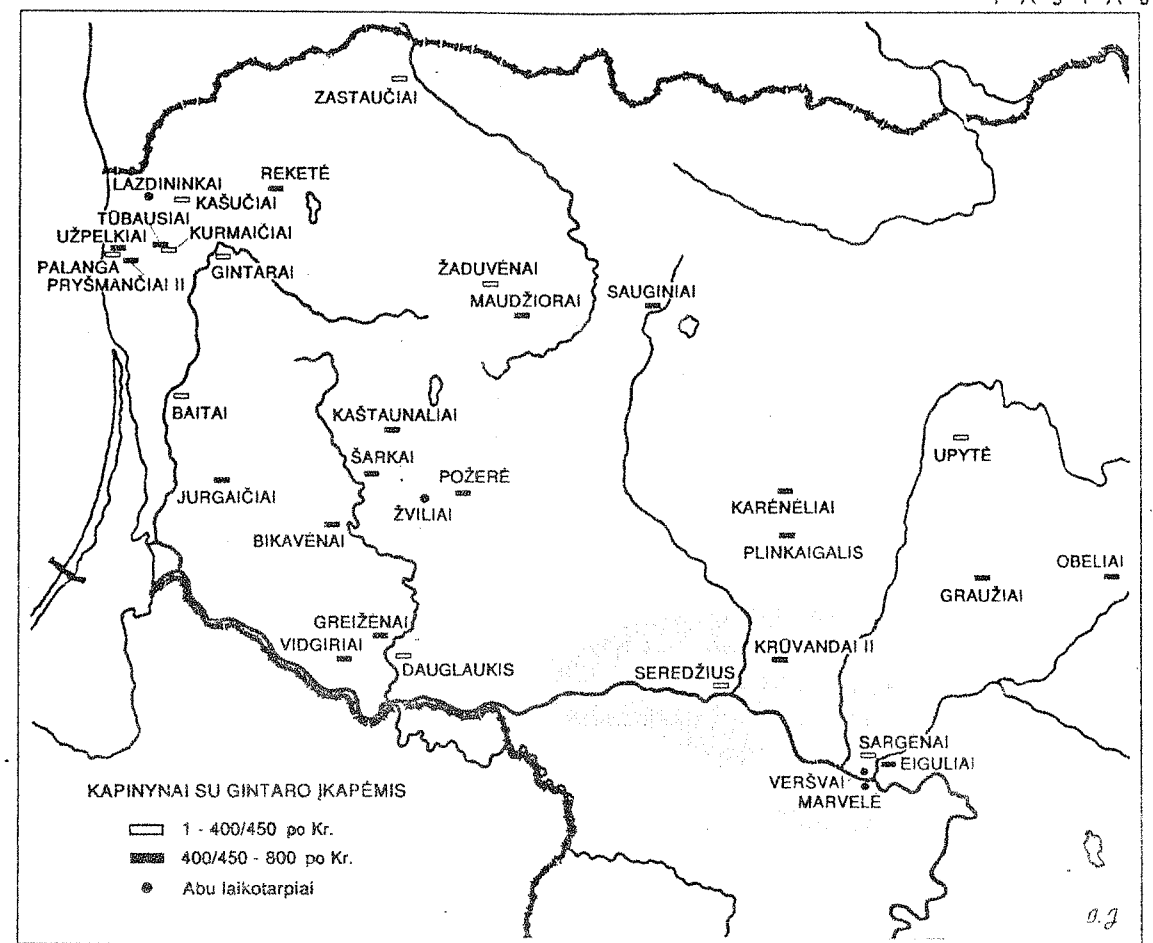 ZASTAUČIAI
LAZDININKAI
REKETĖ
KAŠUČIAI
TŪBAUSIAI
KURMAIČIAI
UŽPELKIAI
PALANGA
GINTARAI
PRYŠMANČIAI II
ŽADUVĖNAI
MAUDŽIORAI
SAUGINIAI
BAITAI
KAŠTAUNALIAI
UPYTĖ
ŠARKAI
POŽERĖ
JURGAIČIAI
ŽVILIAI
KARĖNĖLIAI
BIKAVĖNAI
PLINKAIGALIS
OBELIAI
GRAUŽIAI
GREIŽĖNAI
VIDGIRIAI
DAUGLAUKIS
KRŪVANDAI II
SEREDŽIUS
SARGENAI
EIGULIAI
VERŠVAI
MARVELĖ
KAPINYNAI SU GINTARO ĮKAPĖMIS
1 - 400/450 po Kr.
400/450 - 800 po Kr.
Abu laikotarpiai
O.J